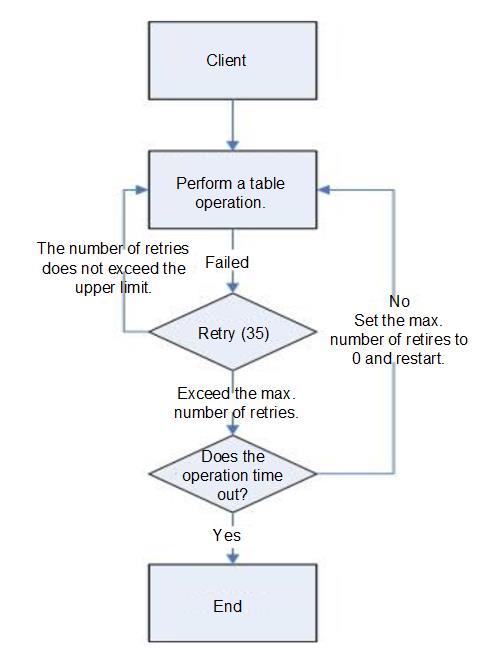 Client
Perform a table
operation.
The number of retries
does not exceed the
upper limit.
Failed
Retry (35)
No
Set the max.
number of retires to
0 and restart.
Exceed the max.
number of retries.
Does the
operation time
out?
Yes
End